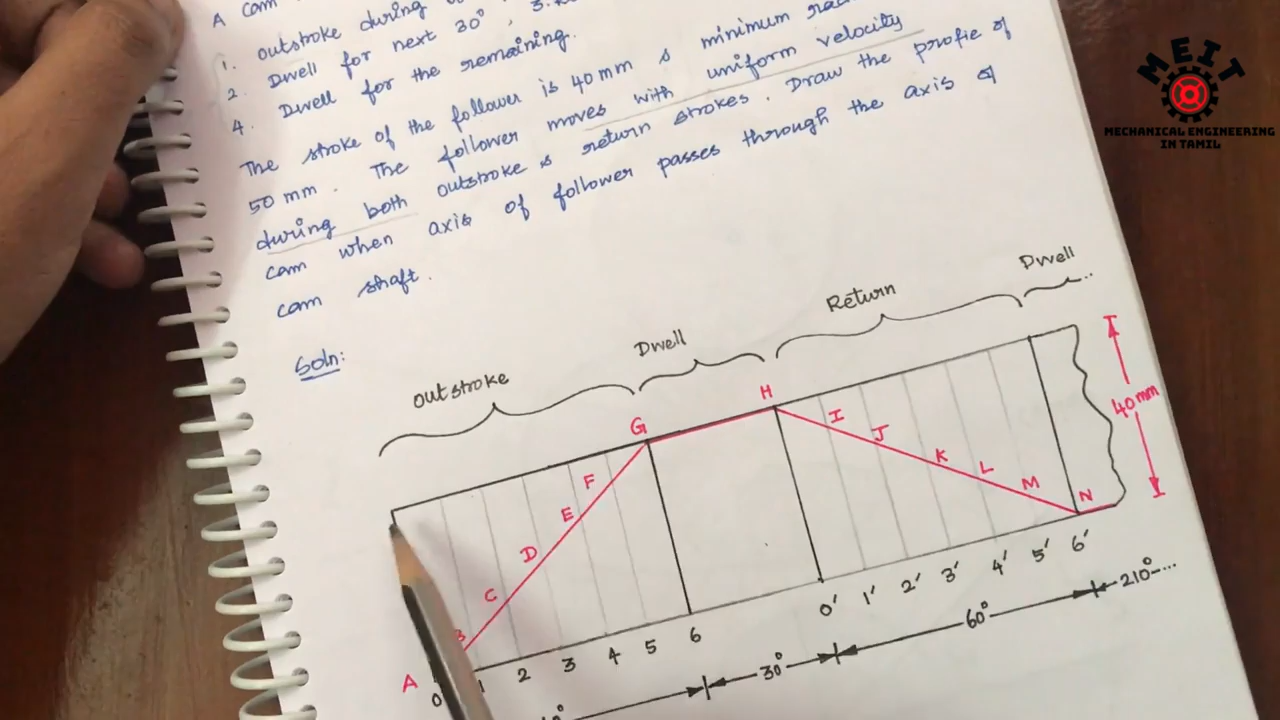 A cam
1. outstroke during
2. Dwell for next 30°, 3.
4. Dwell for the remaining.
The stroke of the follower is 40 mm & minimum
50 mm. The follower moves with uniform velocity
during both outstroke & return strokes. Draw the profie of
cam when axis of follower passes through the axis of
cam shaft.
Soln:
outstroke
Dwell
Return
Dwell
G
H
F
E
D
C
B
A
I
J
K
L
M
N
40 mm
0
1
2
3
4
5
6
0'
1'
2'
3'
4'
5'
6'
30°
60°
210°...
MEIT
MECHANICAL ENGINEERING
IN TAMIL